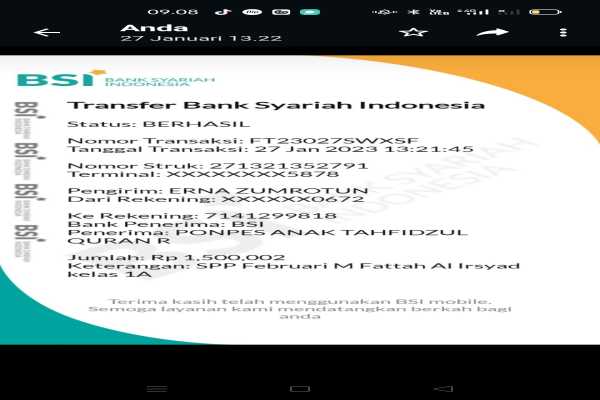 08.59
Anda
27 Januari 13.22
BSI BANK SYARIAH
INDONESIA
Transfer Bank Syariah Indonesia
Status: BERHASIL
Nomor Transaksi: FT23027SWXSF
Tanggal Transaksi: 27 Jan 2023 13:21:45
Nomor Struk: 271321352791
Terminal: XXXXXXXXX5878
Pengirim: ERNA ZUMROTUN
Dari Rekening: XXXXXX0672
Ke Rekening: 7141299818
Bank Penerima: BSI
Penerima: PONPES ANAK TAHFIDZUL
QURAN R
Jumlah: Rp 1,500,002
Keterangan: SPP Februari M Fattah Al Irsyad
kelas 1A
Terima kasih telah menggunakan BSI mobile.
Semoga layanan kami mendatangkan berkah bagi
anda